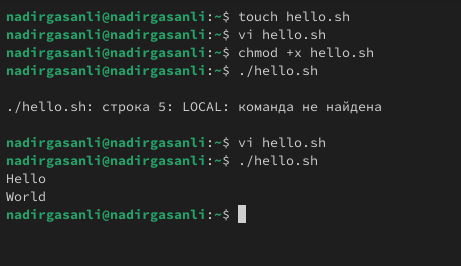 nadirgasanli@nadirgasanli:~$ touch hello.sh
nadirgasanli@nadirgasanli:~$ vi hello.sh
nadirgasanli@nadirgasanli:~$ chmod +x hello.sh
nadirgasanli@nadirgasanli:~$ ./hello.sh
./hello.sh: строка 5: LOCAL: команда не найдена
nadirgasanli@nadirgasanli:~$ vi hello.sh
nadirgasanli@nadirgasanli:~$ ./hello.sh
Hello
World
nadirgasanli@nadirgasanli:~$